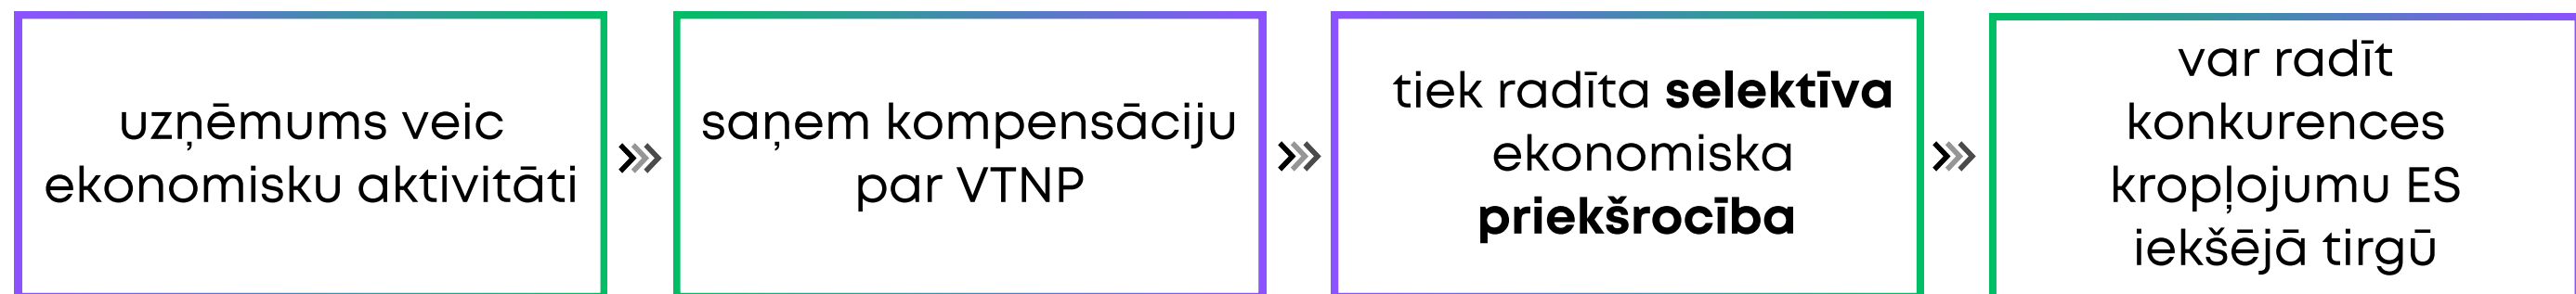 uzņēmums veic
ekonomisku aktivitāti
saņem kompensāciju
par VTNP
tiek radīta selektīva
ekonomiska
priekšrocība
var radīt
konkurences
kropļojumu ES
iekšējā tirgū